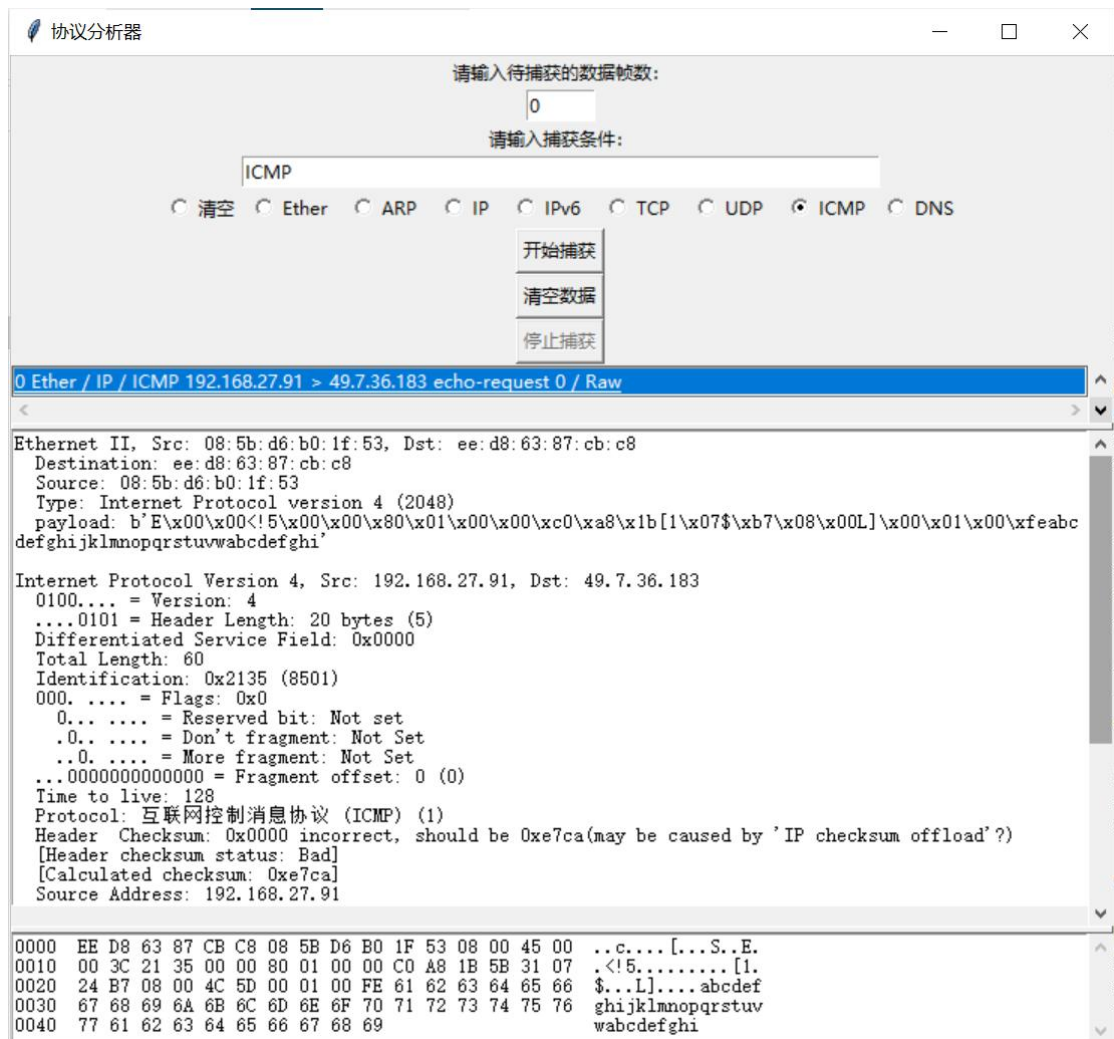 协议分析器
请输入待捕获的数据帧数:
0
请输入捕获条件:
ICMP
清空 Ether ARP IP IPv6 TCP UDP ICMP DNS
开始捕获
清空数据
停止捕获
0 Ether / IP / ICMP 192.168.27.91 > 49.7.36.183 echo-request 0 / Raw
Ethernet II, Src: 08:5b:d6:b0:1f:53, Dst: ee:d8:63:87:cb:c8
Destination: ee:d8:63:87:cb:c8
Source: 08:5b:d6:b0:1f:53
Type: Internet Protocol version 4 (2048)
payload: b'E\x00\x00<!5\x00\x00\x80\x01\x00\x00\xc0\xa8\x1b[1\x07$\xb7\x08\x00L]\x00\x01\x00\xfeabc
defghijklmnopqrstuvwabcdefghi'
Internet Protocol Version 4, Src: 192.168.27.91, Dst: 49.7.36.183
0100.... = Version: 4
....0101 = Header Length: 20 bytes (5)
Differentiated Service Field: 0x0000
Total Length: 60
Identification: 0x2135 (8501)
000. .... = Flags: 0x0
0... .... = Reserved bit: Not set
.0.. .... = Don't fragment: Not Set
..0. .... = More fragment: Not Set
...0000000000000 = Fragment offset: 0 (0)
Time to live: 128
Protocol: 互联网控制消息协议 (ICMP) (1)
Header  Checksum: 0x0000 incorrect, should be 0xe7ca(may be caused by 'IP checksum offload'?)
[Header checksum status: Bad]
[Calculated checksum: 0xe7ca]
Source Address: 192.168.27.91
0000  EE D8 63 87 CB C8 08 5B D6 B0 1F 53 08 00 45 00  ..c....[...S..E.
0010  00 3C 21 35 00 00 80 01 00 00 C0 A8 1B 5B 31 07  .<!5.........[1.
0020  24 B7 08 00 4C 5D 00 01 00 FE 61 62 63 64 65 66  $...L]....abcdef
0030  67 68 69 6A 6B 6C 6D 6E 6F 70 71 72 73 74 75 76  ghijklmnopqrstuv
0040  77 61 62 63 64 65 66 67 68 69  wabcdefghi